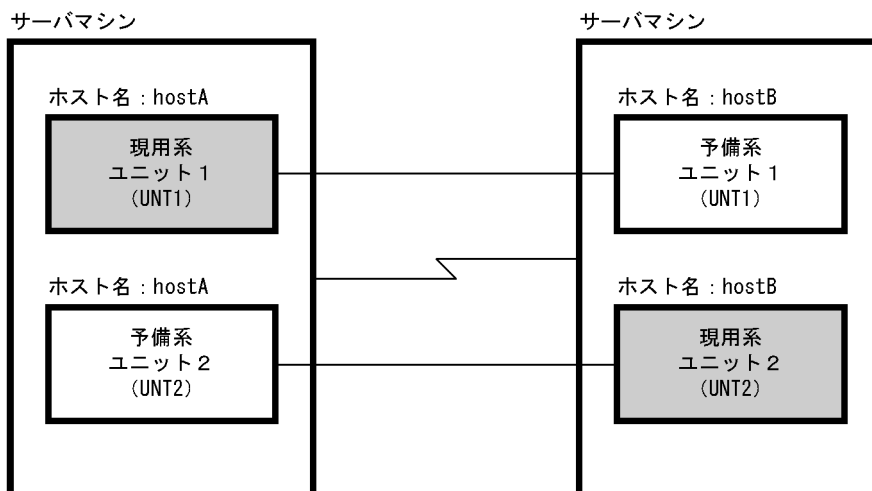 サーバマシン
サーバマシン
ホスト名：hostA
現用系
ユニット１
(UNT1)
ホスト名：hostB
予備系
ユニット１
(UNT1)
ホスト名：hostA
予備系
ユニット２
(UNT2)
ホスト名：hostB
現用系
ユニット２
(UNT2)